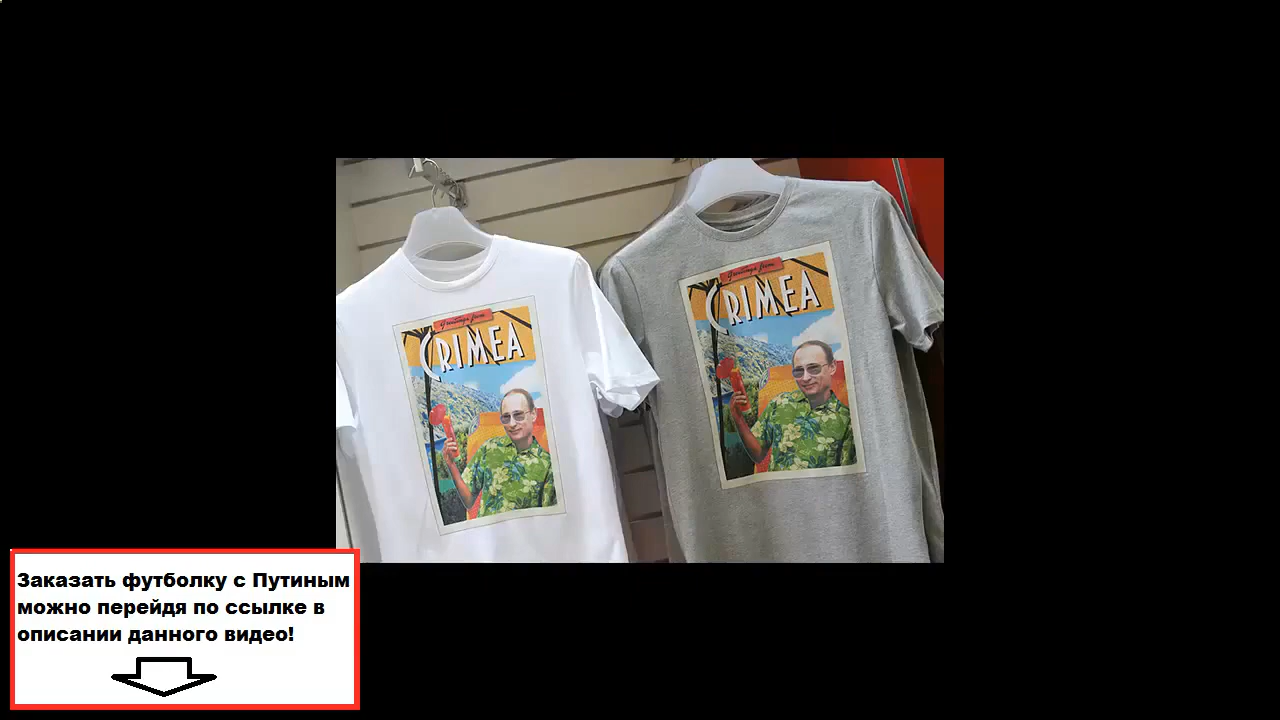 Greetings from
CRIMEA
Greetings from
CRIMEA
Заказать футболку с Путиным
можно перейдя по ссылке в
описании данного видео!